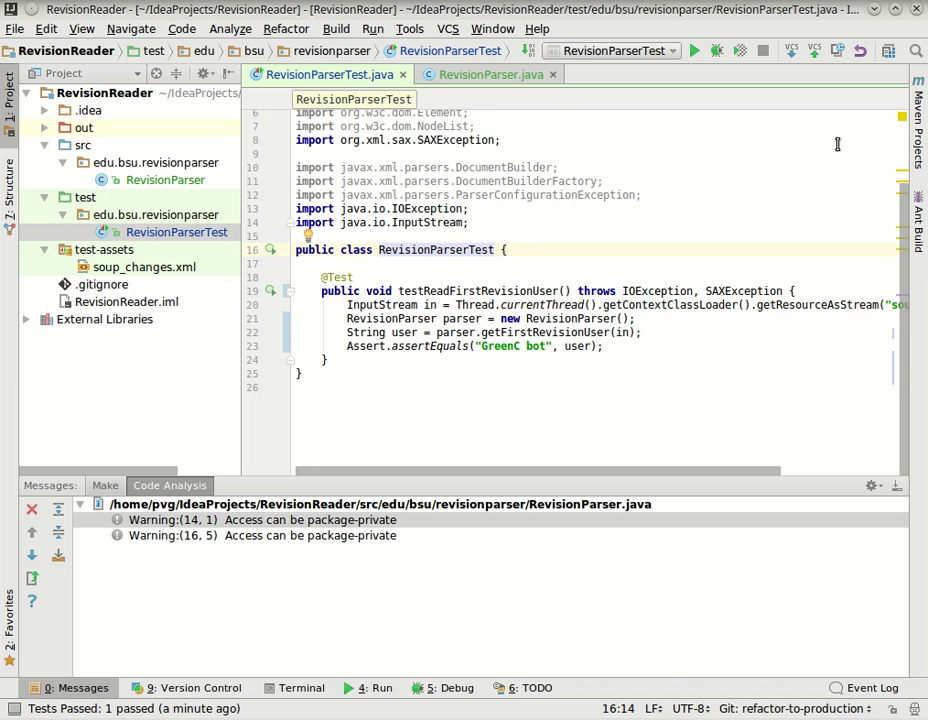 RevisionReader - [~/IdeaProjects/RevisionReader] - [RevisionReader] - ~/IdeaProjects/RevisionReader/test/edu/bsu/revisionparser/RevisionParserTest.java - I...
File Edit View Navigate Code Analyze Refactor Build Run Tools VCS Window Help
RevisionReader test edu bsu revisionparser RevisionParserTest RevisionParserTest VCS VCS
Project RevisionParserTest.java RevisionParser.java
1: Project
7: Structure
2: Favorites
RevisionReader ~/IdeaProjects/
.idea
out
src
edu.bsu.revisionparser
RevisionParser
test
edu.bsu.revisionparser
RevisionParserTest
test-assets
soup_changes.xml
.gitignore
RevisionReader.iml
External Libraries
RevisionParserTest
6 import org.w3c.dom.Element;
7 import org.w3c.dom.NodeList;
8 import org.xml.sax.SAXException;
9
10 import javax.xml.parsers.DocumentBuilder;
11 import javax.xml.parsers.DocumentBuilderFactory;
12 import javax.xml.parsers.ParserConfigurationException;
13 import java.io.IOException;
14 import java.io.InputStream;
15
16 public class RevisionParserTest {
17
18 @Test
19 public void testReadFirstRevisionUser() throws IOException, SAXException {
20 InputStream in = Thread.currentThread().getContextClassLoader().getResourceAsStream("sou
21 RevisionParser parser = new RevisionParser();
22 String user = parser.getFirstRevisionUser(in);
23 Assert.assertEquals("GreenC bot", user);
24 }
25 }
26
Maven Projects
Ant Build
Messages: Make Code Analysis
/home/pvg/IdeaProjects/RevisionReader/src/edu/bsu/revisionparser/RevisionParser.java
Warning:(14, 1) Access can be package-private
Warning:(16, 5) Access can be package-private
0: Messages 9: Version Control Terminal 4: Run 5: Debug 6: TODO Event Log
Tests Passed: 1 passed (a minute ago) 16:14 LF UTF-8 Git: refactor-to-production